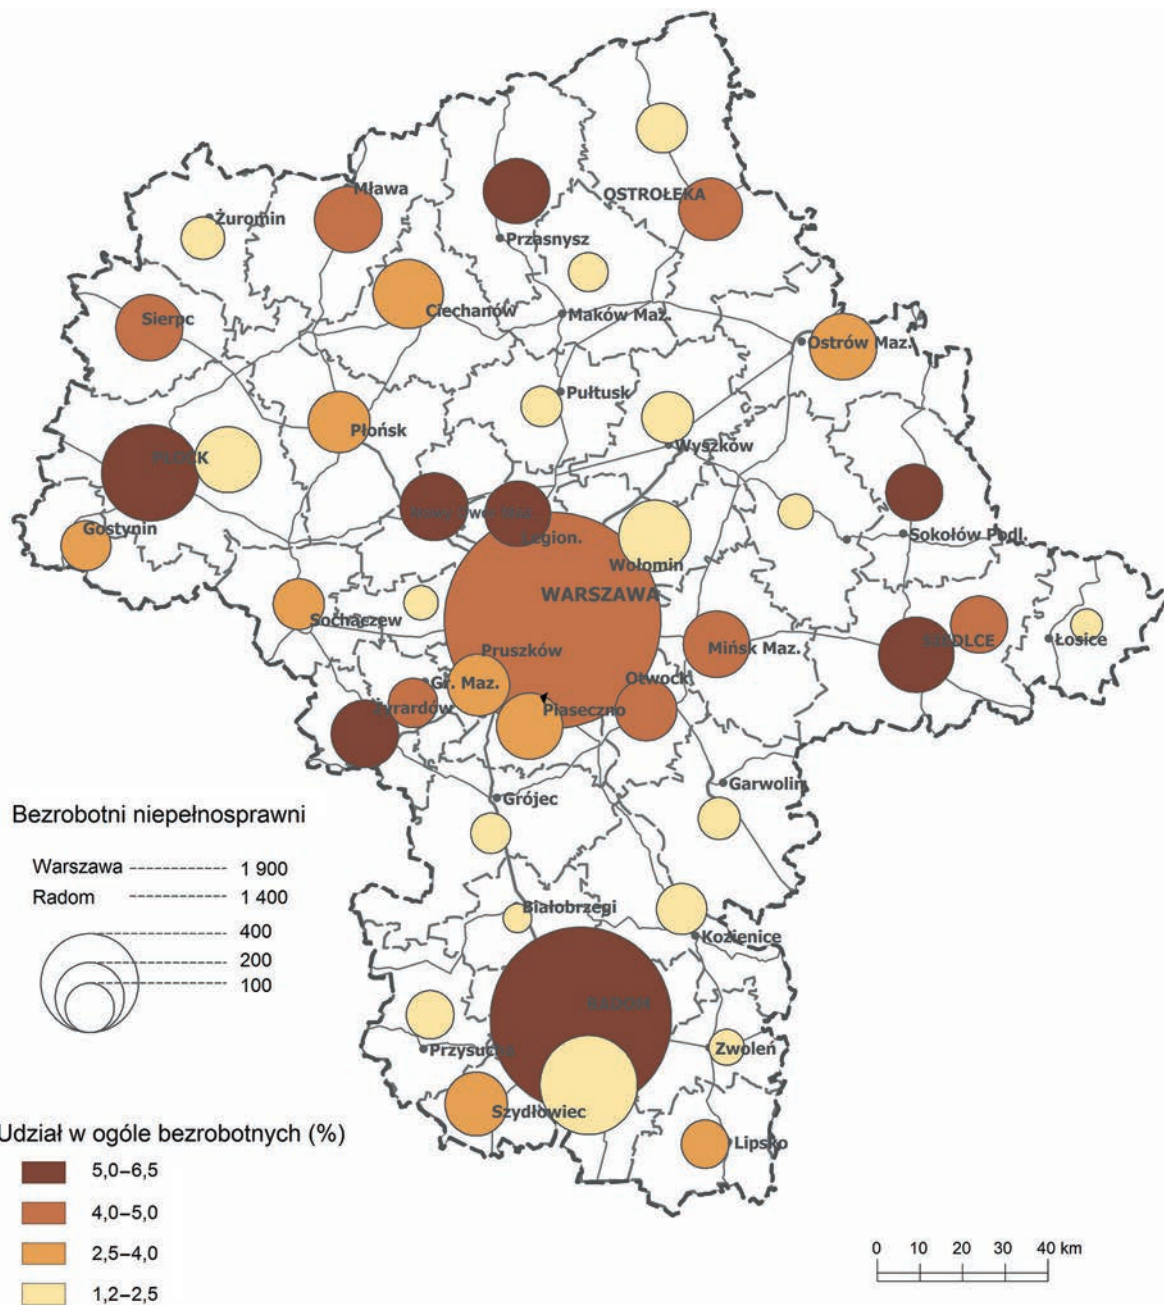 Mława
OSTROŁĘKA
Żuromin
Przasnysz
Ciechanów
Maków Maz.
Sierpc
Ostrów Maz.
Pułtusk
Płońsk
Wyszków
PŁOCK
Gostynin
Legion.
Sokołów Podl.
Wołomin
WARSZAWA
Sochaczew
SIEDLCE
Łosice
Pruszków
Mińsk Maz.
Otwock
Gr. Maz.
Żyrardów
Piaseczno
Garwolin
Grójec
Białobrzegi
Kozienice
RADOM
Przysucha
Zwoleń
Szydłowiec
Lipsko
Bezrobotni niepełnosprawni
Warszawa 1 900
Radom 1 400
400
200
100
Udział w ogóle bezrobotnych (%)
5,0–6,5
4,0–5,0
2,5–4,0
1,2–2,5
0 10 20 30 40 km